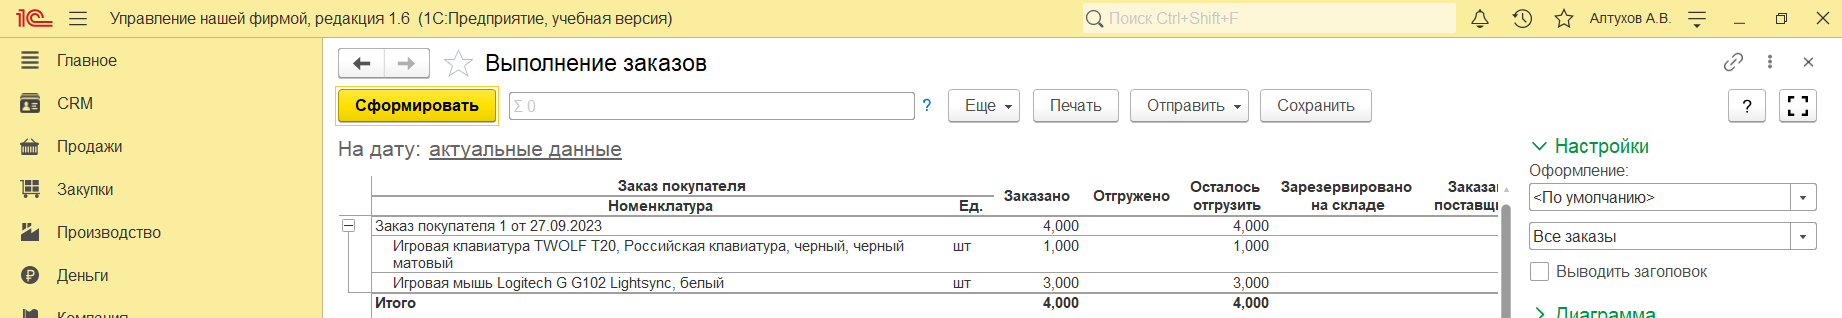 1С Управление нашей фирмой, редакция 1.6 (1С:Предприятие, учебная версия) Поиск Ctrl+Shift+F Алтухов А.В.
Главное
CRM
Продажи
Закупки
Производство
Деньги
Компания
Выполнение заказов
Сформировать Σ 0 ? Еще Печать Отправить Сохранить ?
На дату: актуальные данные
Заказ покупателя Заказано Отгружено Осталось отгрузить Зарезервировано на складе
Номенклатура Ед.
Заказ покупателя 1 от 27.09.2023 4,000 4,000
Игровая клавиатура TWOLF T20, Российская клавиатура, черный, черный шт 1,000 1,000
матовый
Игровая мышь Logitech G G102 Lightsync, белый шт 3,000 3,000
Итого 4,000 4,000
Настройки
Оформление:
<По умолчанию>
Все заказы
Выводить заголовок
Диаграмма